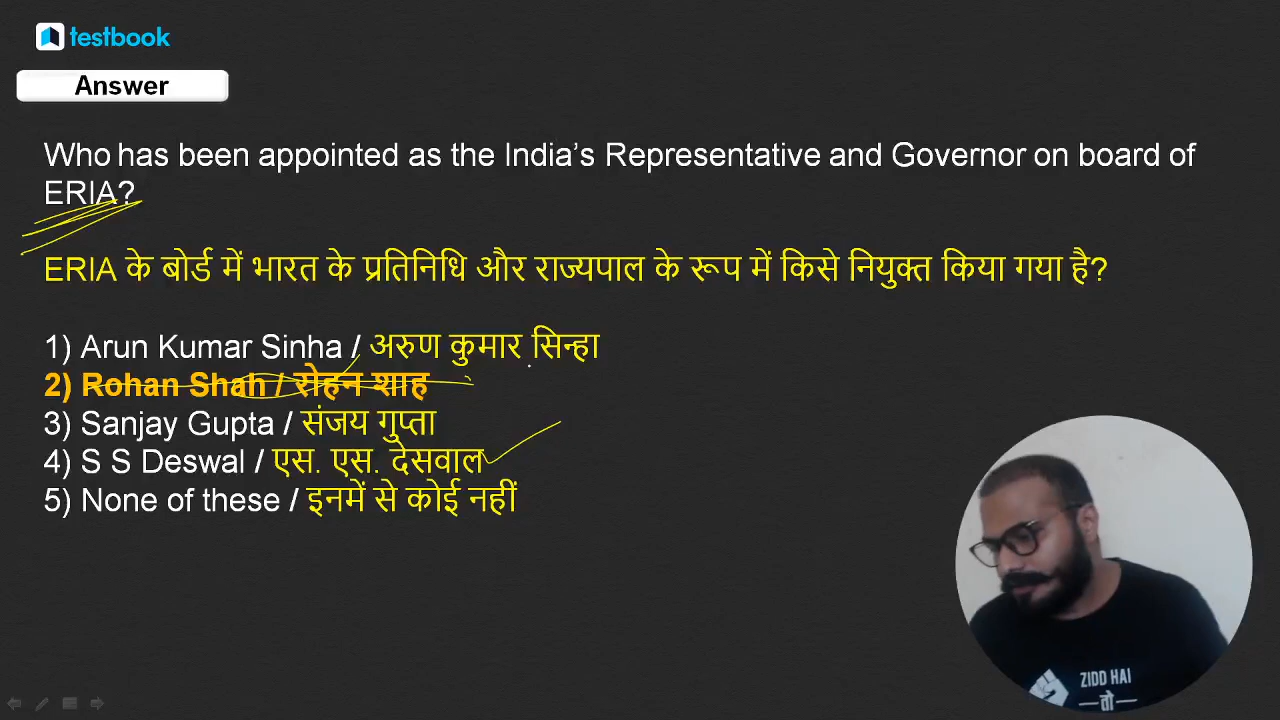 testbook
Answer
Who has been appointed as the India's Representative and Governor on board of
ERIA?
ERIA के बोर्ड में भारत के प्रतिनिधि और राज्यपाल के रूप में किसे नियुक्त किया गया है?
1) Arun Kumar Sinha / अरुण कुमार सिन्हा
2) Rohan Shah / रोहन शाह
3) Sanjay Gupta / संजय गुप्ता
4) S S Deswal / एस. एस. देसवाल
5) None of these / इनमें से कोई नहीं
ZIDD HAI
तो